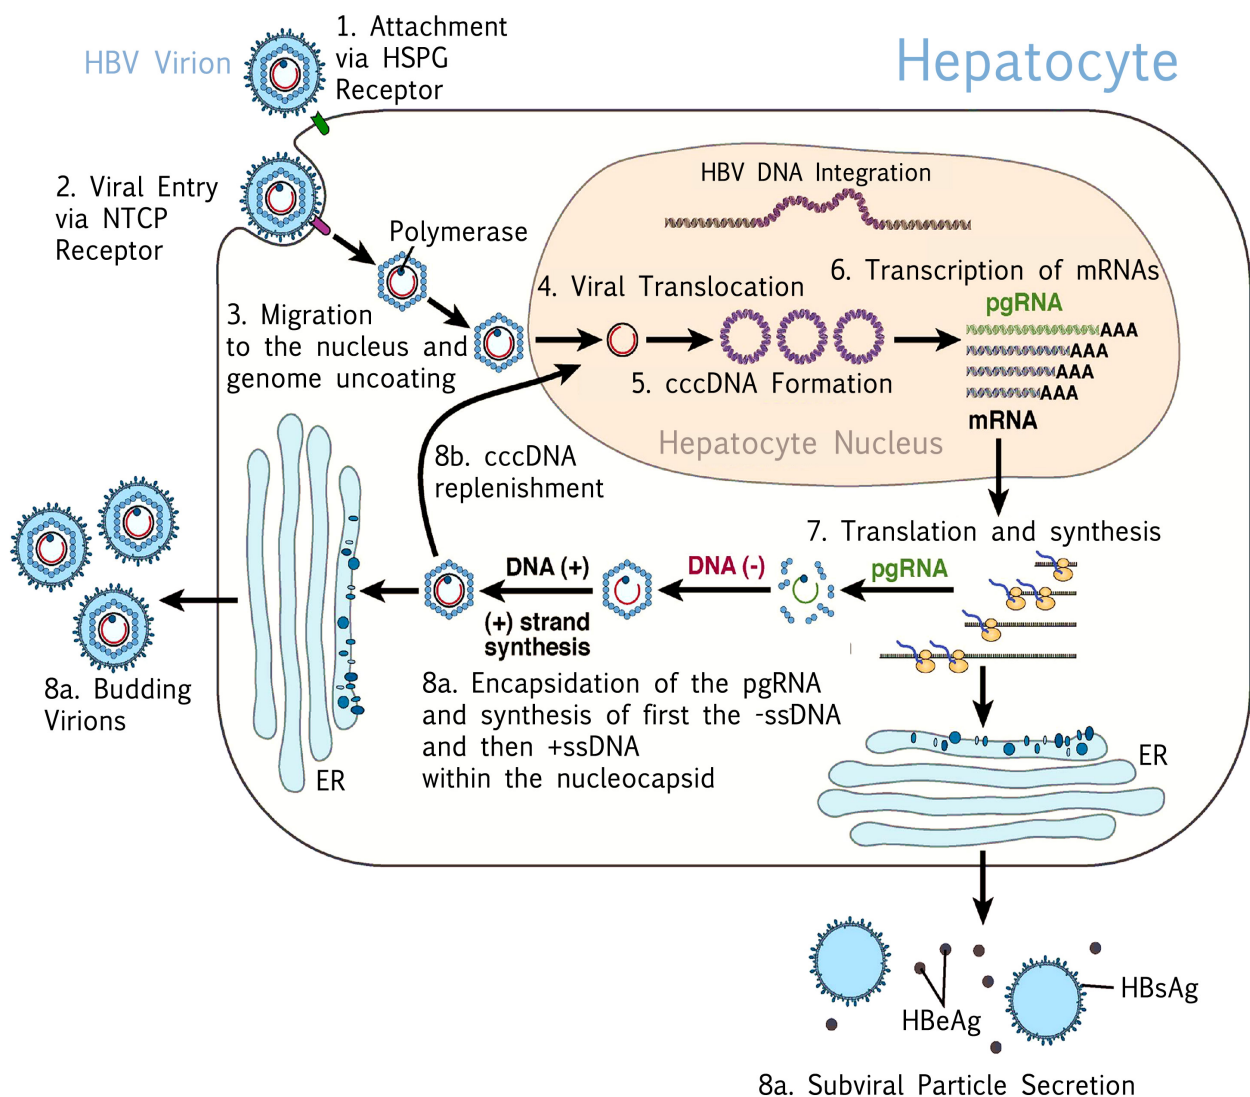 1. Attachment
via HSPG
Receptor
HBV Virion
Hepatocyte
2. Viral Entry
via NTCP
Receptor
HBV DNA Integration
Polymerase
4. Viral Translocation
6. Transcription of mRNAs
pgRNA
AAA
AAA
AAA
AAA
mRNA
3. Migration
to the nucleus and
genome uncoating
5. cccDNA Formation
Hepatocyte Nucleus
8b. cccDNA
replenishment
7. Translation and synthesis
DNA (+)
DNA (-)
pgRNA
(+) strand
synthesis
8a. Encapsidation of the pgRNA
and synthesis of first the -ssDNA
and then +ssDNA
within the nucleocapsid
8a. Budding
Virions
ER
ER
HBeAg
HBsAg
8a. Subviral Particle Secretion